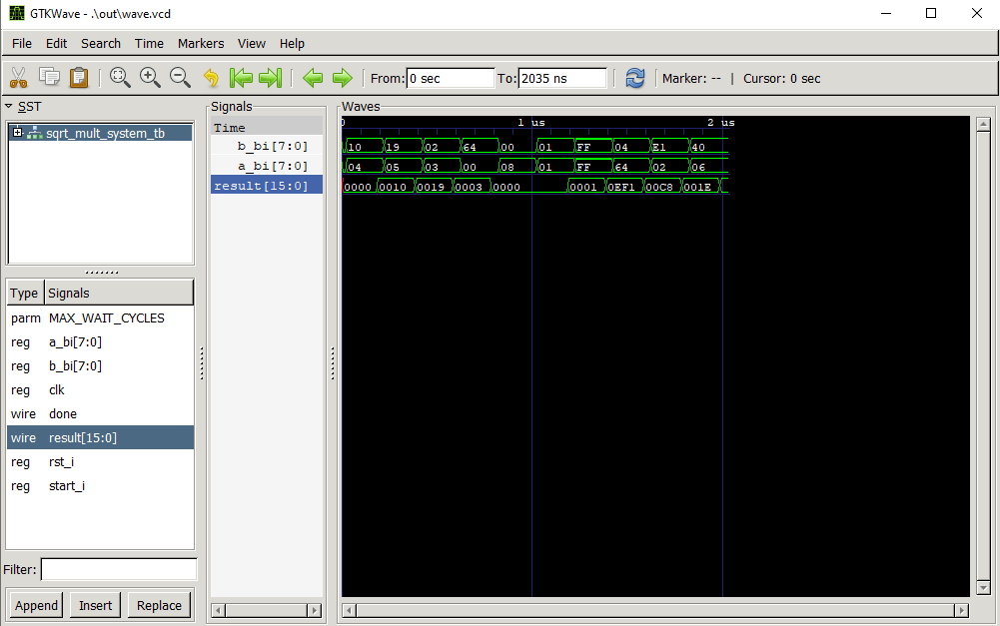 GTKWave - .\out\wave.vcd
File Edit Search Time Markers View Help
From: 0 sec To: 2035 ns Marker: -- | Cursor: 0 sec
SST
sqrt_mult_system_tb
Type Signals
parm MAX_WAIT_CYCLES
reg a_bi[7:0]
reg b_bi[7:0]
reg clk
wire done
wire result[15:0]
reg rst_i
reg start_i
Filter:
Append Insert Replace
Signals
Time
b_bi[7:0]
a_bi[7:0]
result[15:0]
Waves
0 1 us 2 us
10 19 02 64 00 01 FF 04 E1 40
04 05 03 00 08 01 FF 64 02 06
0000 0010 0019 0003 0000 0001 0EF1 00C8 001E